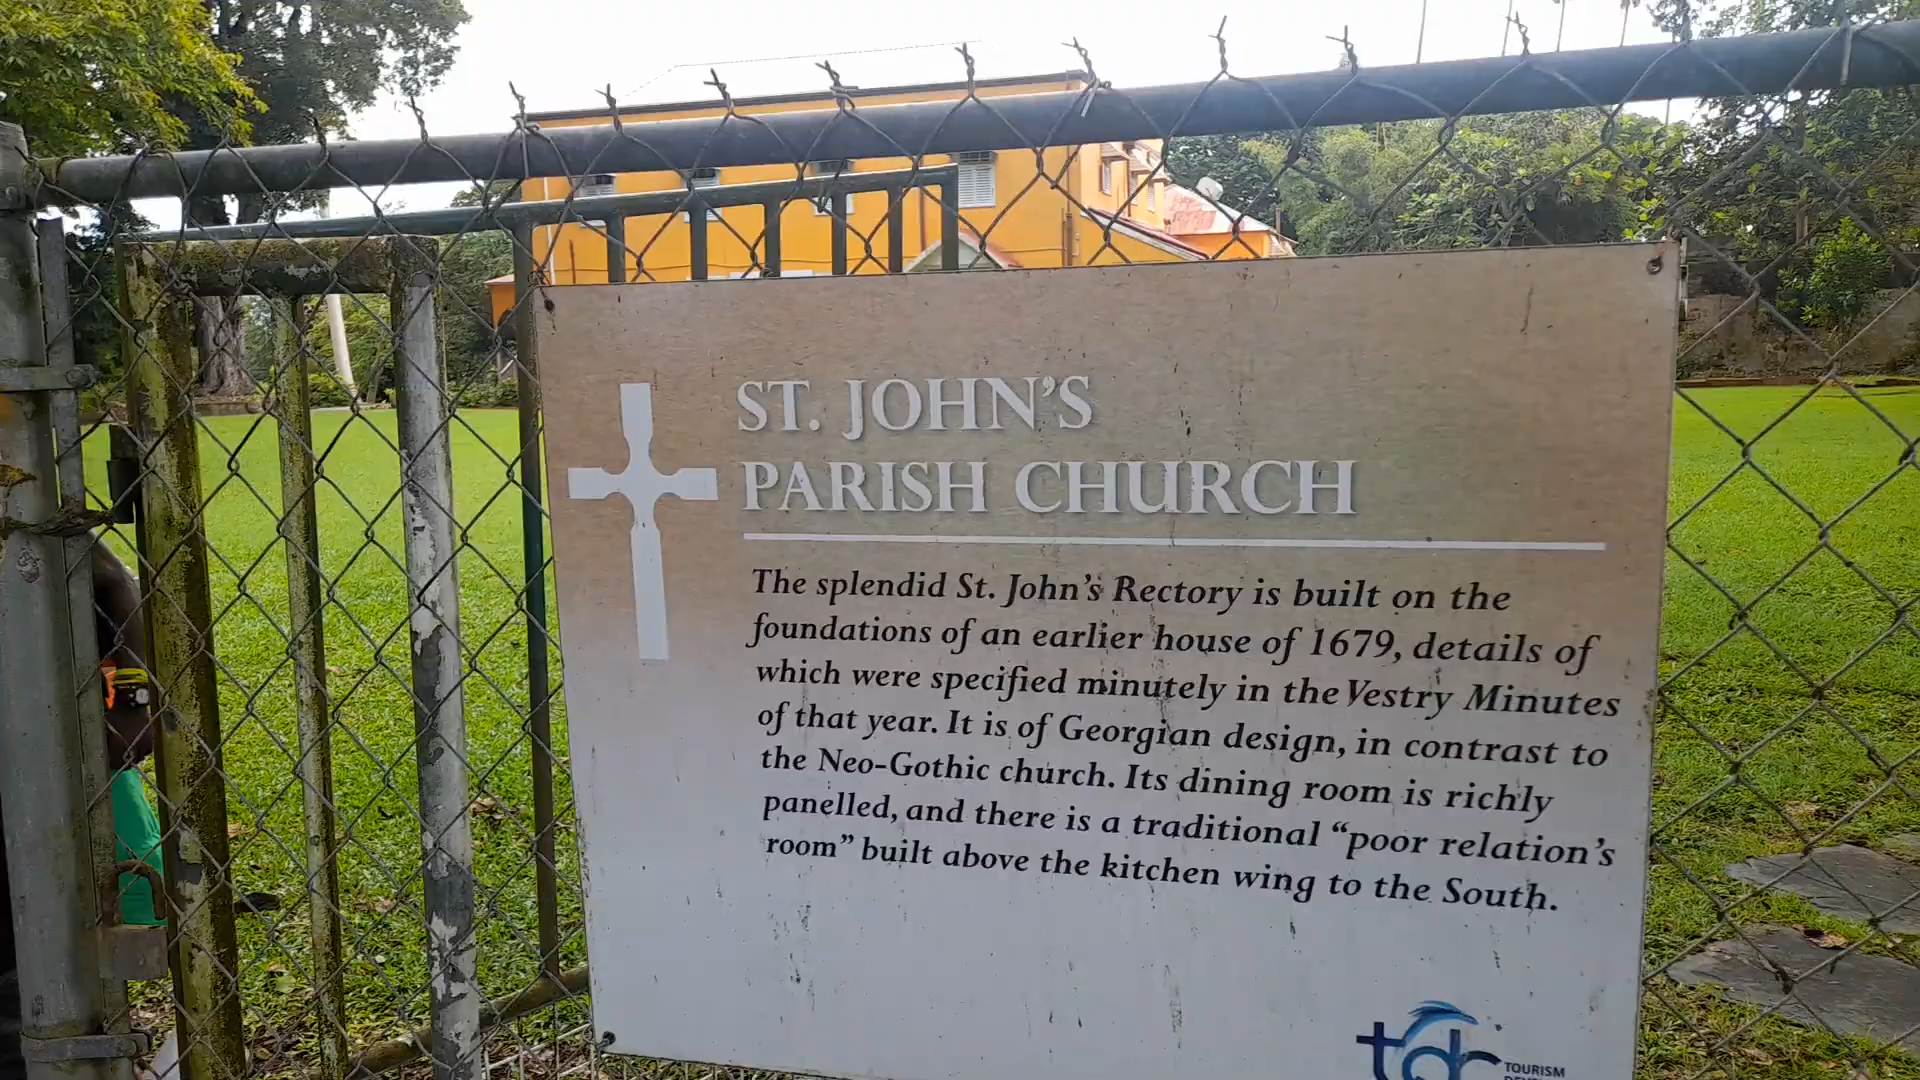 ST. JOHN'S
PARISH CHURCH
The splendid St. John's Rectory is built on the
foundations of an earlier house of 1679, details of
which were specified minutely in the Vestry Minutes
of that year. It is of Georgian design, in contrast to
the Neo-Gothic church. Its dining room is richly
panelled, and there is a traditional “poor relation's
room” built above the kitchen wing to the South.
tdc
TOURISM